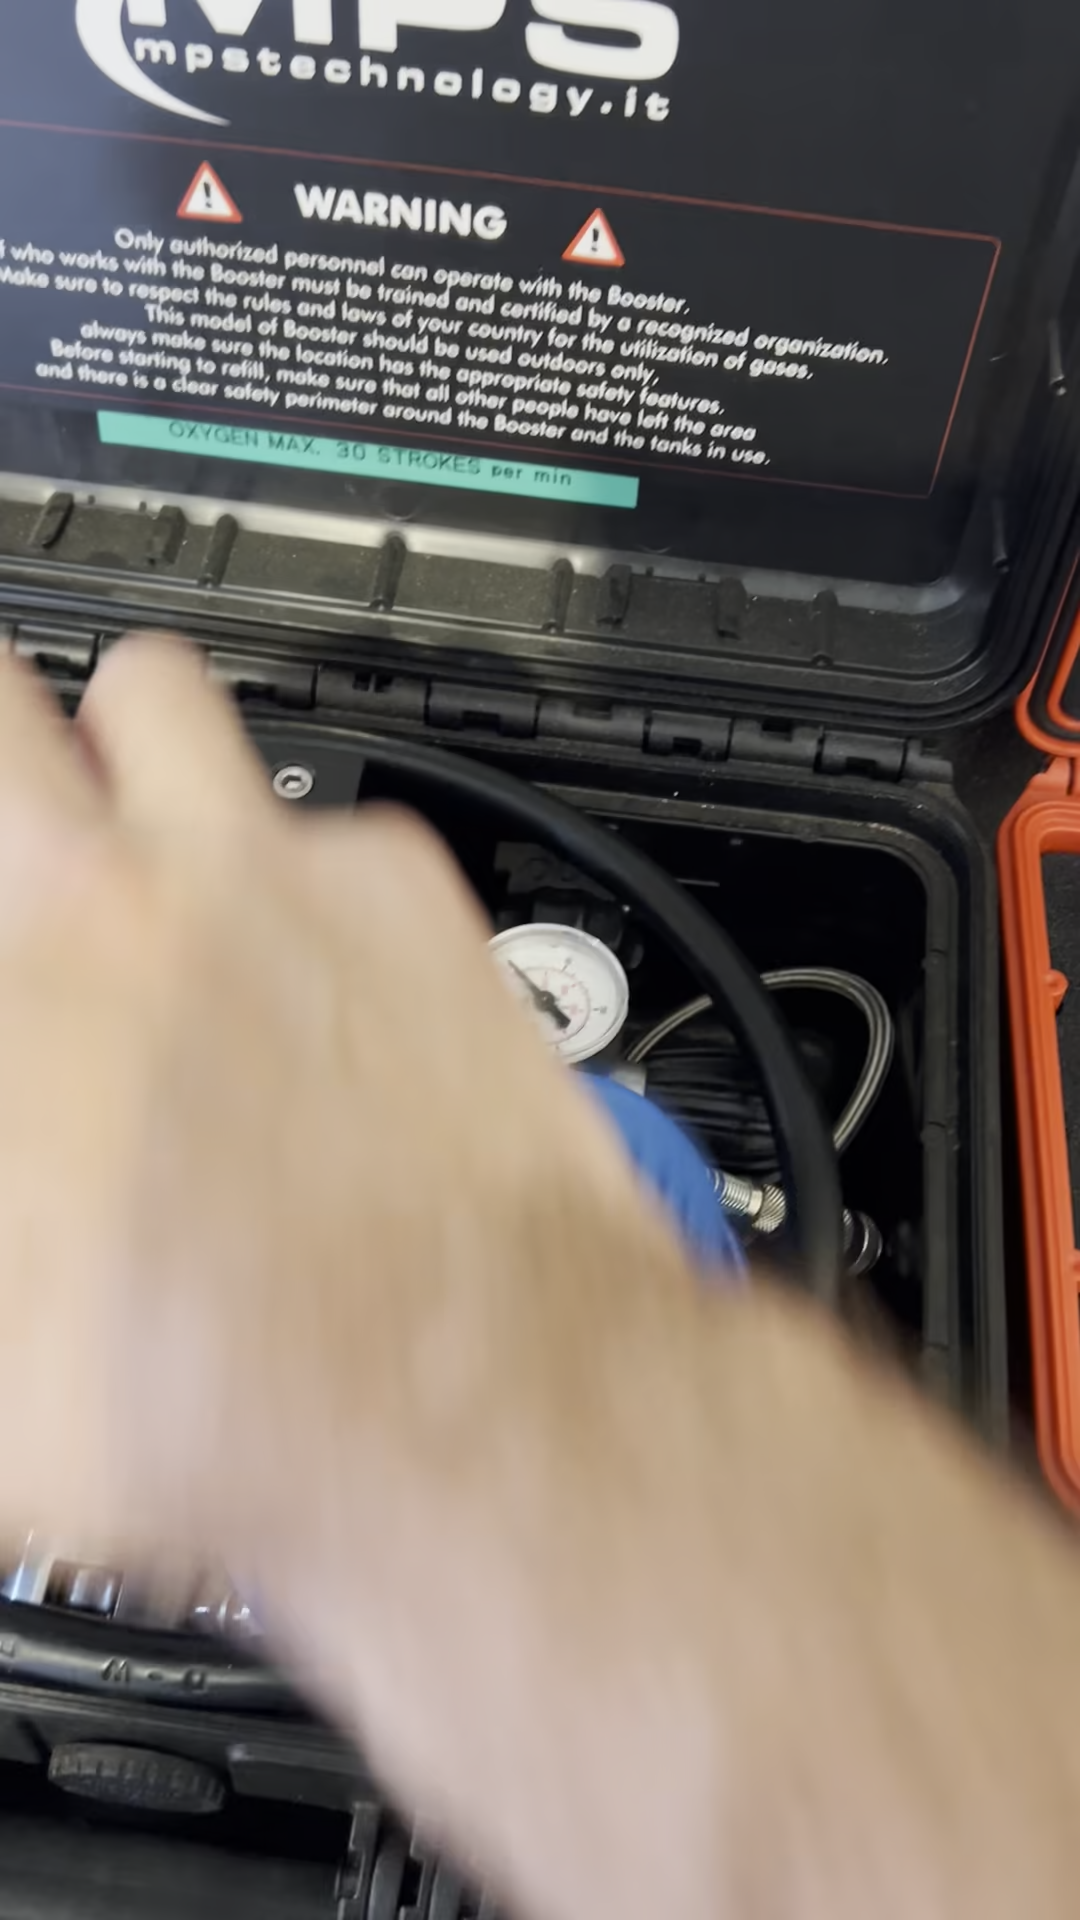 MPS
mpstechnology.it
WARNING
Only authorized personnel can operate with the Booster,
who works with the Booster must be trained and certified by a recognized organization.
Make sure to respect the rules and laws of your country for the utilization of gases.
This model of Booster should be used outdoors only,
always make sure the location has the appropriate safety features.
Before starting to refill, make sure that all other people have left the area
and there is a clear safety perimeter around the Booster and the tanks in use.
OXYGEN MAX. 30 STROKES per min